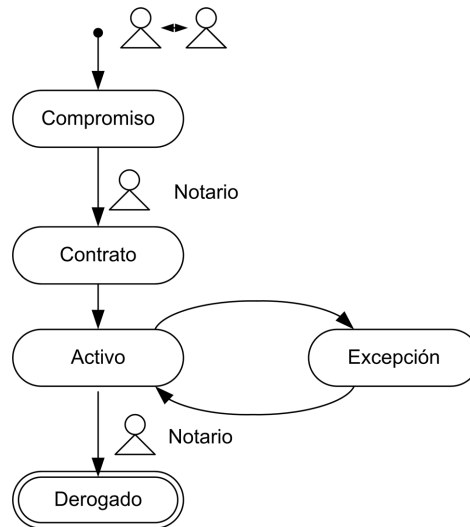 Compromiso
Notario
Contrato
Activo
Excepción
Notario
Derogado